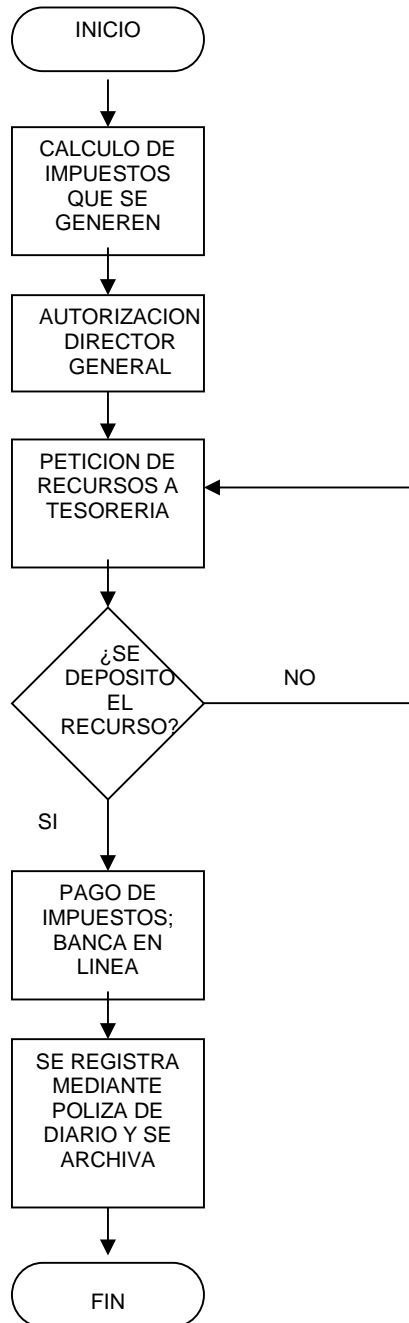 INICIO
CALCULO DE
IMPUESTOS
QUE SE
GENEREN
AUTORIZACION
DIRECTOR
GENERAL
PETICION DE
RECURSOS A
TESORERIA
¿SE
DEPOSITO
EL
RECURSO?
NO
SI
PAGO DE
IMPUESTOS;
BANCA EN
LINEA
SE REGISTRA
MEDIANTE
POLIZA DE
DIARIO Y SE
ARCHIVA
FIN